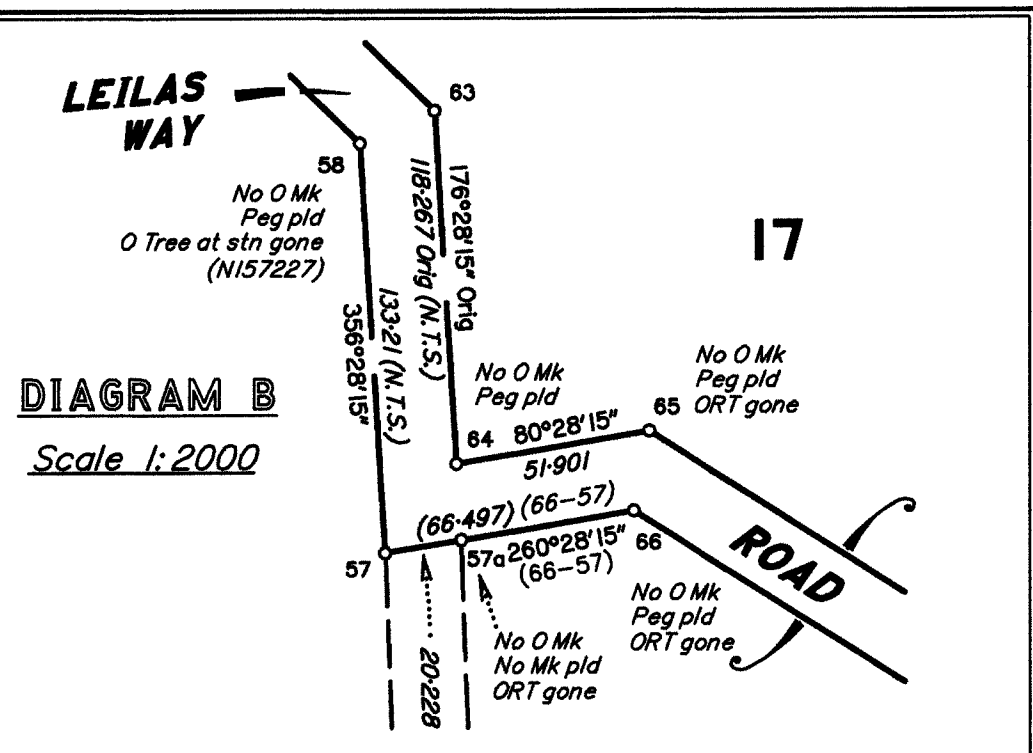 LEILAS
WAY
63
58
No O Mk
Peg pld
O Tree at stn gone
(N157227)
176°28'15" Orig
118·267 Orig (N.T.S.)
17
133·21 (N.T.S.)
356°28'15"
DIAGRAM B
Scale 1:2000
No O Mk
Peg pld
No O Mk
Peg pld
ORT gone
65
64
80°28'15"
51·901
(66·497) (66–57)
57
57a
260°28'15"
(66–57)
66
ROAD
No O Mk
Peg pld
ORT gone
No O Mk
No Mk pld
ORT gone
20·228